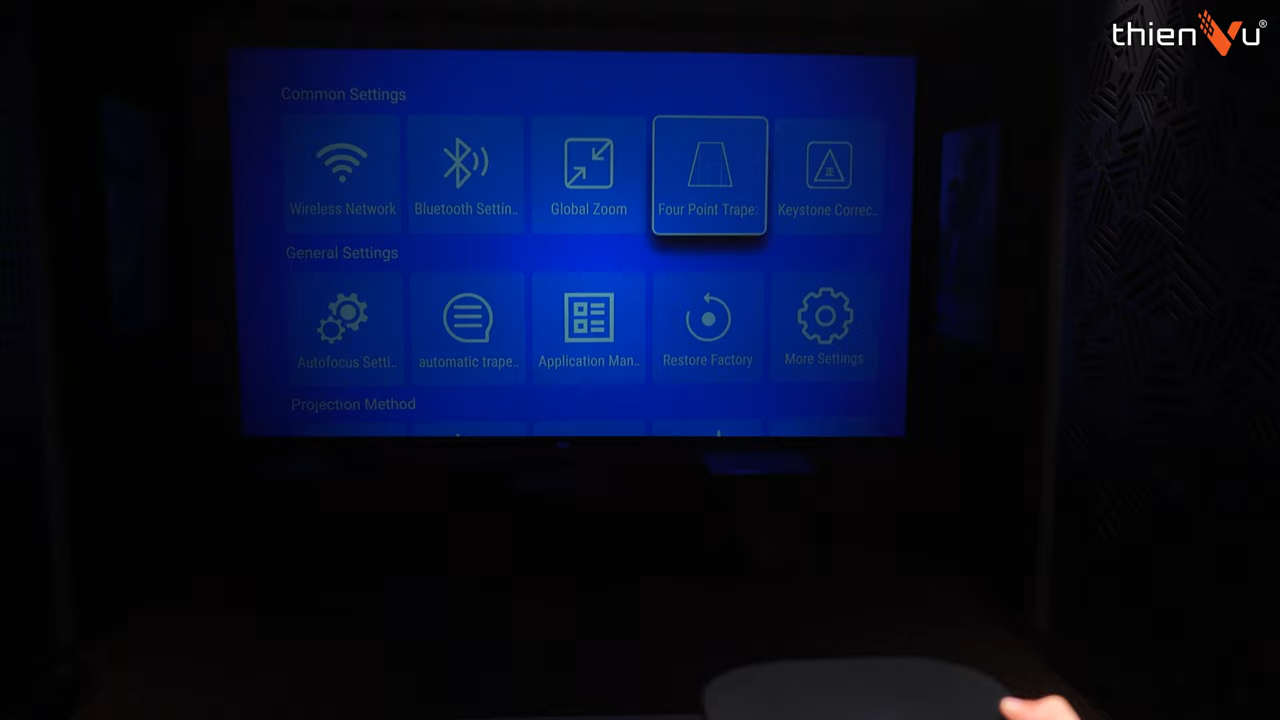 thienVu®
Common Settings
Wireless Network
Bluetooth Settin..
Global Zoom
Four Point Trape.
Keystone Correc..
General Settings
Autofocus Setti..
automatic trape..
Application Man..
Restore Factory
More Settings
Projection Method